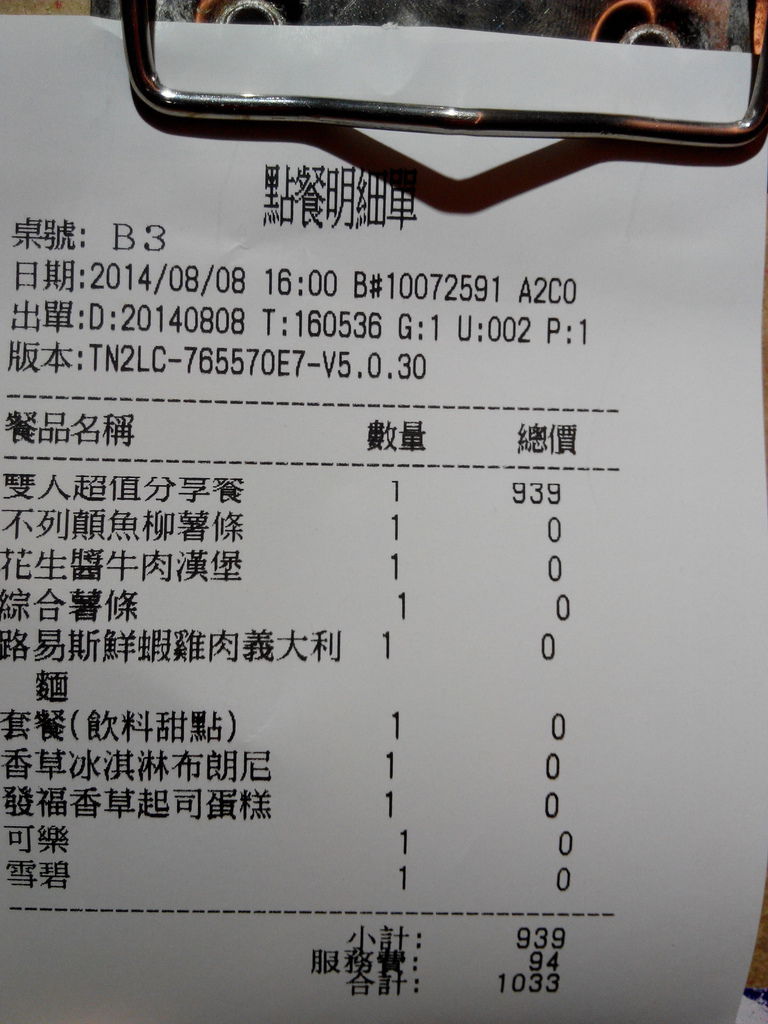 點餐明細單
桌號: B3
日期:2014/08/08 16:00 B#10072591 A2C0
出單:D:20140808 T:160536 G:1 U:002 P:1
版本:TN2LC-765570E7-V5.0.30
餐品名稱 數量 總價
雙人超值分享餐 1 939
不列顛魚柳薯條 1 0
花生醬牛肉漢堡 1 0
綜合薯條 1 0
路易斯鮮蝦雞肉義大利 1 0
麵
套餐(飲料甜點) 1 0
香草冰淇淋布朗尼 1 0
發福香草起司蛋糕 1 0
可樂 1 0
雪碧 1 0
小計: 939
服務費: 94
合計: 1033